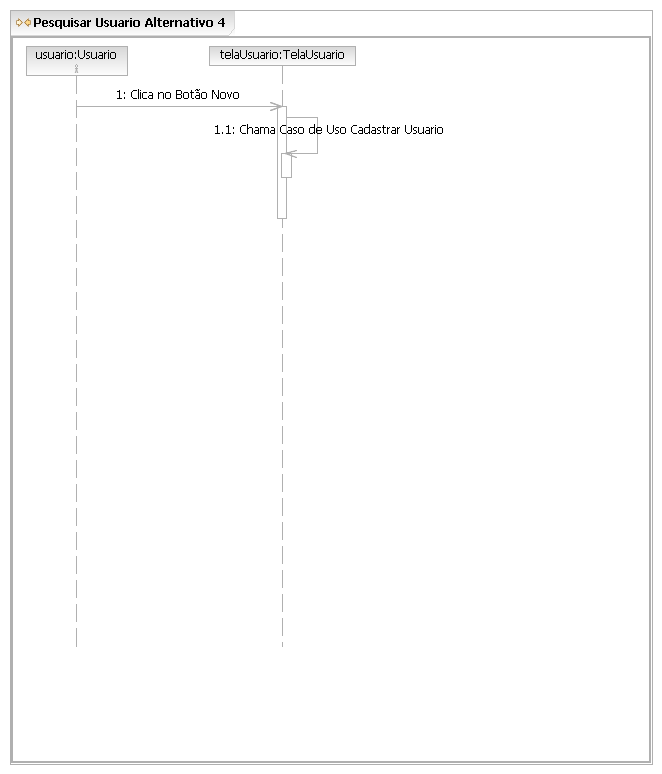 Pesquisar Usuario Alternativo 4
usuario:Usuario
telaUsuario:TelaUsuario
1: Clica no Botão Novo
1.1: Chama Caso de Uso Cadastrar Usuario